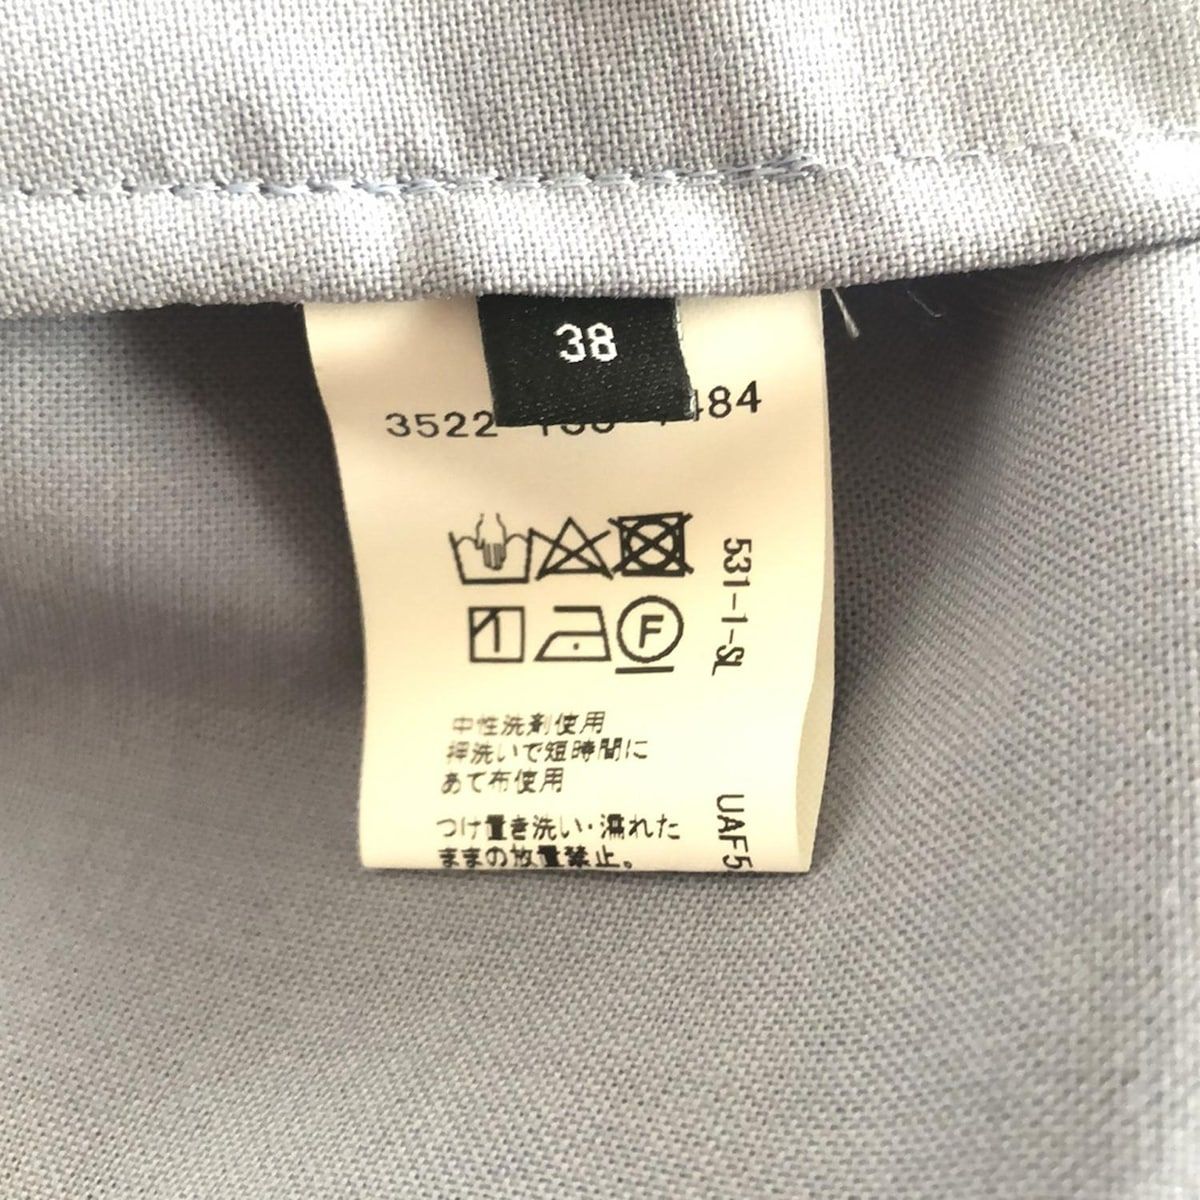 38
3522
484
531-1-SL
F
中性洗剤使用
押洗いで短時間に
あて布使用
つけ置き洗い・濡れた
ままの放置禁止。
UAF5